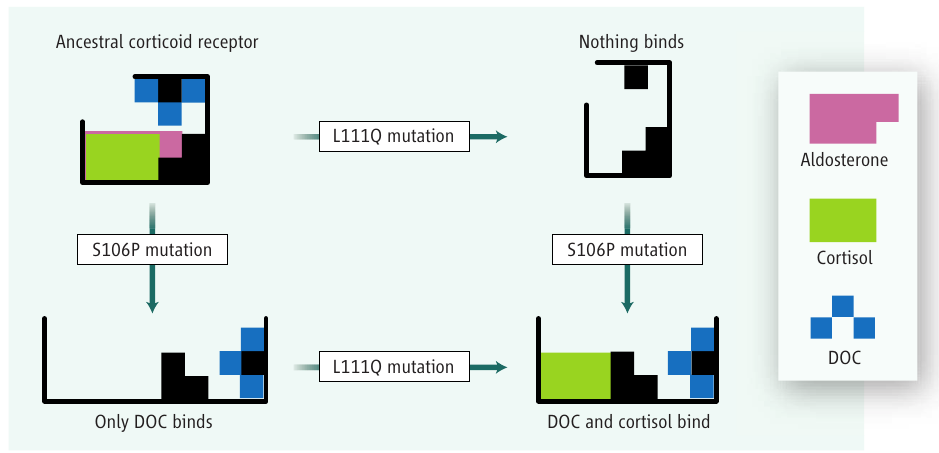 Ancestral corticoid receptor
Nothing binds
L111Q mutation
Aldosterone
S106P mutation
S106P mutation
Cortisol
L111Q mutation
DOC
Only DOC binds
DOC and cortisol bind